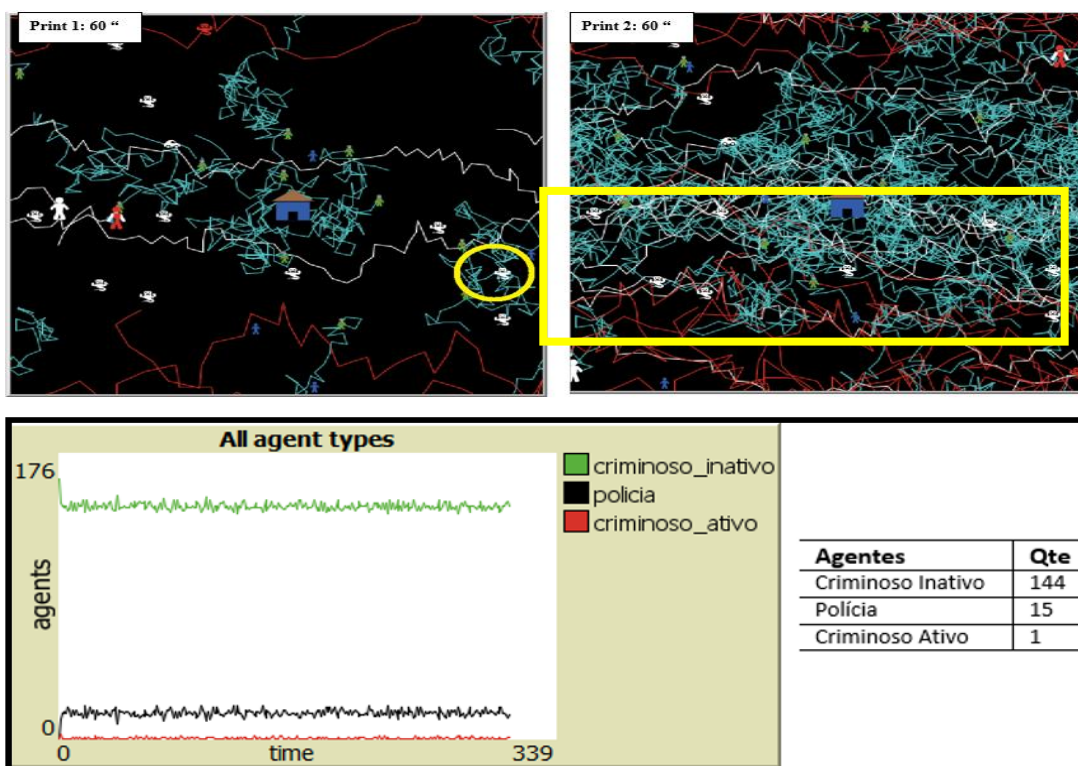 Print 1: 60 “
Print 2: 60 “
All agent types
176
agents
0
0
time
339
criminoso_inativo
policia
criminoso_ativo
Agentes Qte
Criminoso Inativo 144
Polícia 15
Criminoso Ativo 1